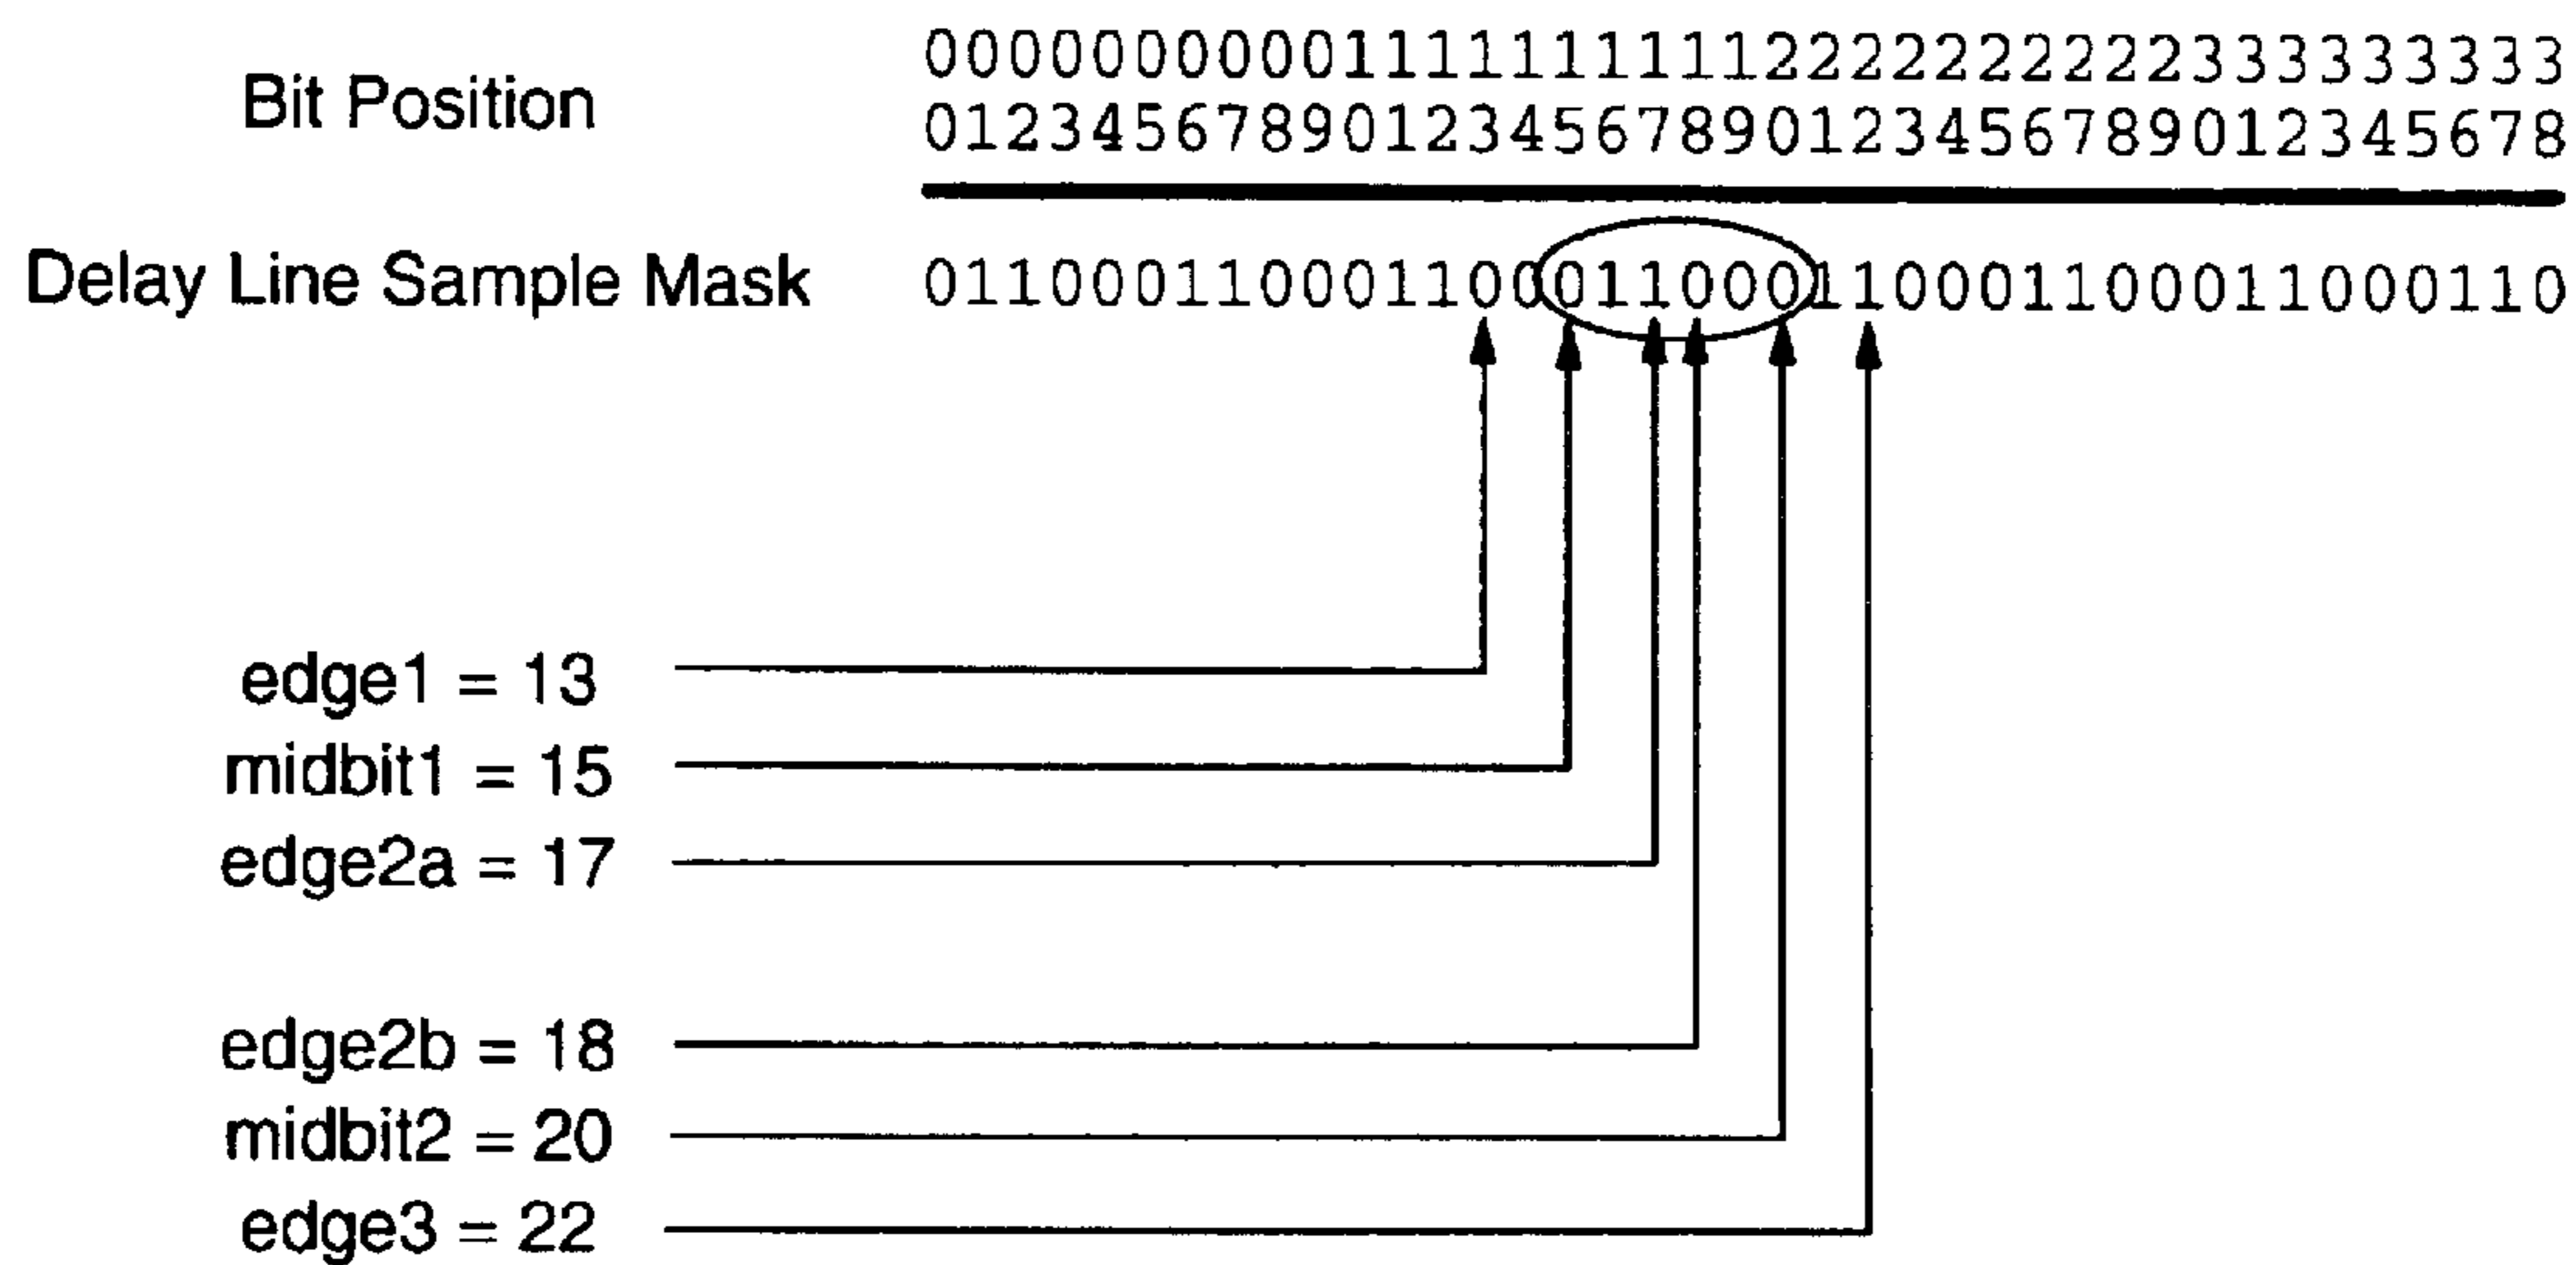 000000000011111111112222222222333333333
Bit Position
012345678901234567890123456789012345678
Delay Line Sample Mask 011000110001100011000110001100011000110
edge1 = 13
midbit1 = 15
edge2a = 17
edge2b = 18
midbit2 = 20
edge3 = 22